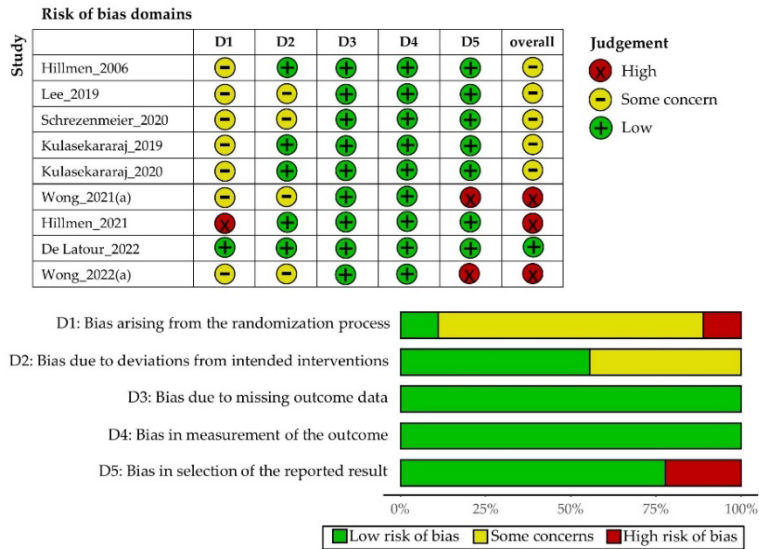 Risk of bias domains
Study
D1 D2 D3 D4 D5 overall
Hillmen_2006 - + + + + -
Lee_2019 - - + + + -
Schrezenmeier_2020 - - + + + -
Kulasekararaj_2019 - + + + + -
Kulasekararaj_2020 - + + + + -
Wong_2021(a) - - + + X X
Hillmen_2021 X + + + + X
De Latour_2022 + + + + + +
Wong_2022(a) - - + + X X
Judgement
X High
- Some concern
+ Low
D1: Bias arising from the randomization process
D2: Bias due to deviations from intended interventions
D3: Bias due to missing outcome data
D4: Bias in measurement of the outcome
D5: Bias in selection of the reported result
0% 25% 50% 75% 100%
Low risk of bias Some concerns High risk of bias